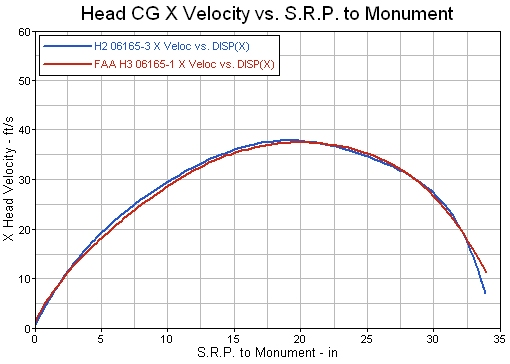 Head CG X Velocity vs. S.R.P. to Monument
H2 06165-3 X Veloc vs. DISP(X)
FAA H3 06165-1 X Veloc vs. DISP(X)
X Head Velocity - ft/s
60
50
40
30
20
10
0
0 5 10 15 20 25 30 35
S.R.P. to Monument - in